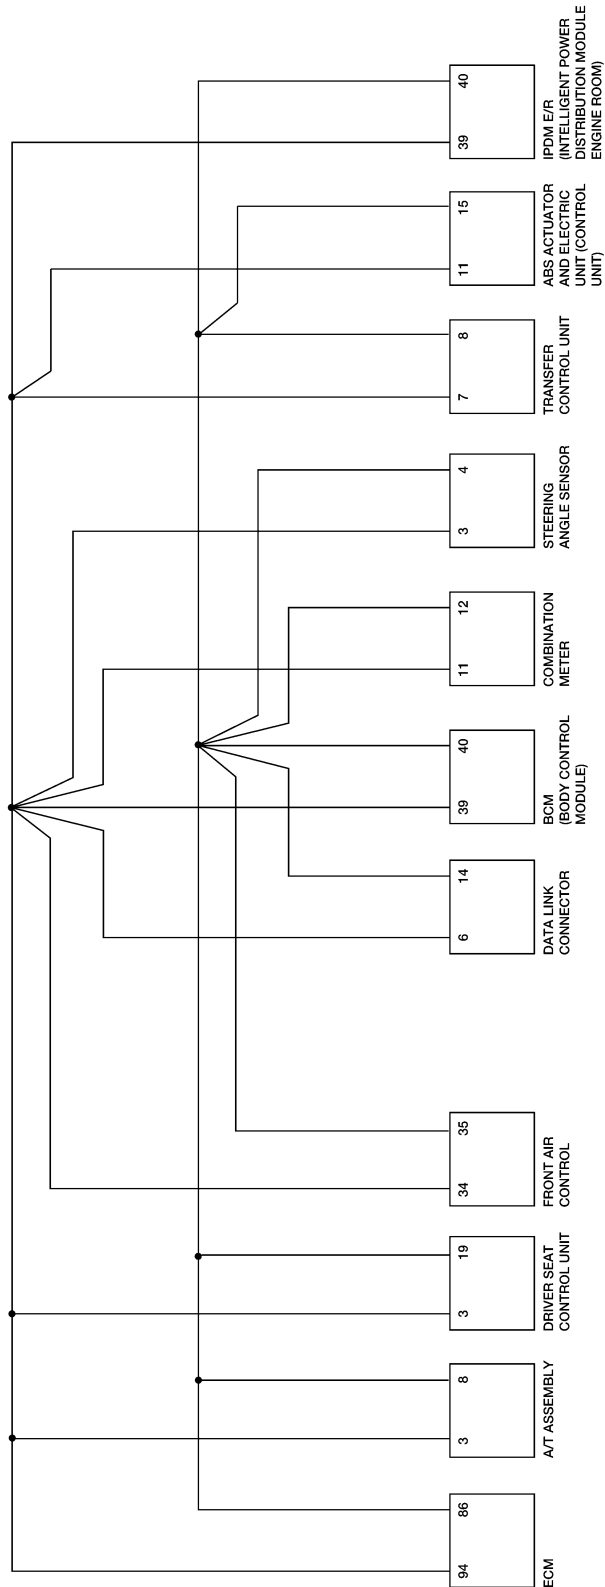 94
86
ECM
3
8
A/T ASSEMBLY
3
19
DRIVER SEAT
CONTROL UNIT
34
35
FRONT AIR
CONTROL
6
14
DATA LINK
CONNECTOR
39
40
BCM
(BODY CONTROL
MODULE)
11
12
COMBINATION
METER
3
4
STEERING
ANGLE SENSOR
7
8
TRANSFER
CONTROL UNIT
11
15
ABS ACTUATOR
AND ELECTRIC
UNIT (CONTROL
UNIT)
39
40
IPDM E/R
(INTELLIGENT POWER
DISTRIBUTION MODULE
ENGINE ROOM)